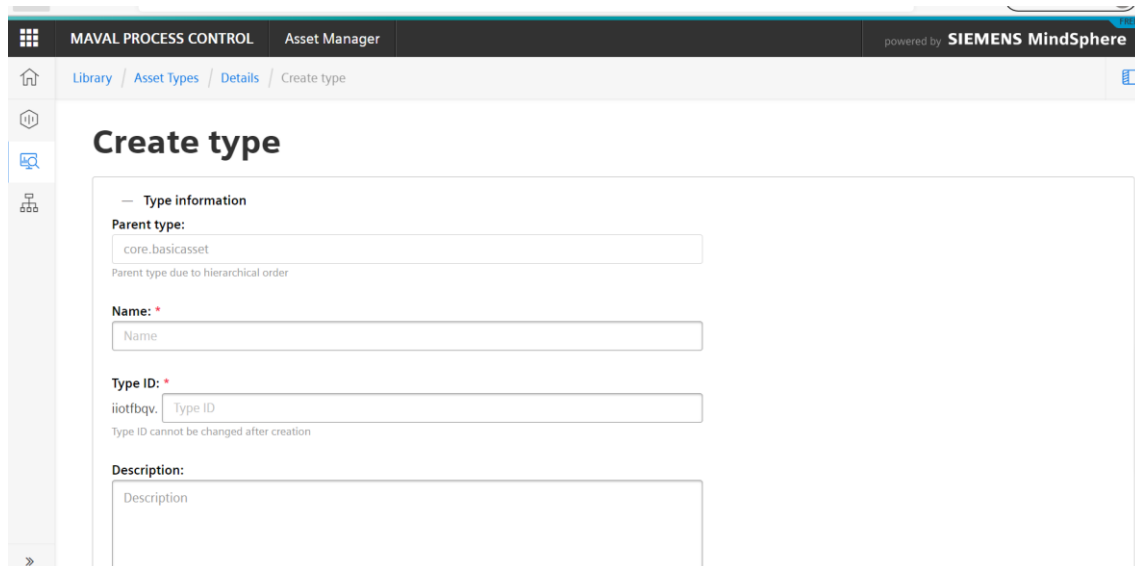 FREE
MAVAL PROCESS CONTROL Asset Manager powered by SIEMENS MindSphere
Library / Asset Types / Details / Create type
Create type
— Type information
Parent type:
core.basicasset
Parent type due to hierarchical order
Name: *
Name
Type ID: *
iiotfbqv. Type ID
Type ID cannot be changed after creation
Description:
Description